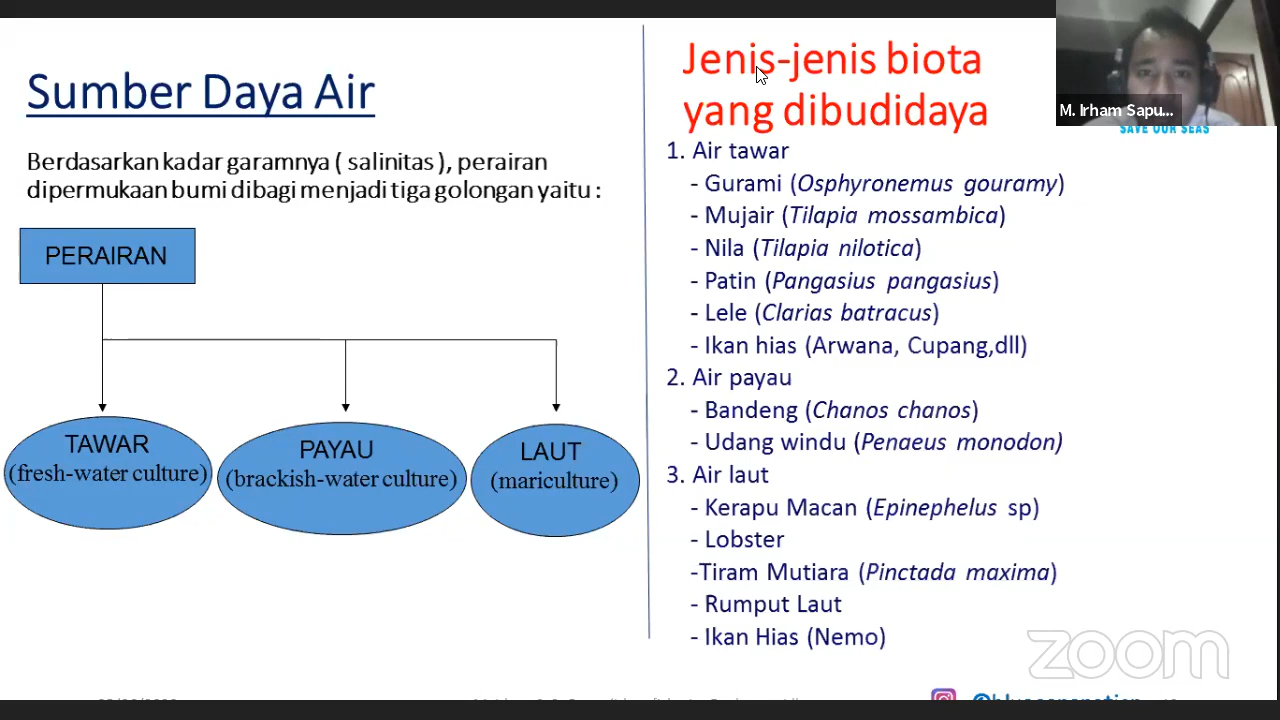 Sumber Daya Air
Berdasarkan kadar garamnya ( salinitas ), perairan
dipermukaan bumi dibagi menjadi tiga golongan yaitu :
PERAIRAN
TAWAR
(fresh-water culture)
PAYAU
(brackish-water culture)
LAUT
(mariculture)
Jenis-jenis biota
yang dibudidaya
1. Air tawar
- Gurami (Osphyronemus gouramy)
- Mujair (Tilapia mossambica)
- Nila (Tilapia nilotica)
- Patin (Pangasius pangasius)
- Lele (Clarias batracus)
- Ikan hias (Arwana, Cupang,dll)
2. Air payau
- Bandeng (Chanos chanos)
- Udang windu (Penaeus monodon)
3. Air laut
- Kerapu Macan (Epinephelus sp)
- Lobster
-Tiram Mutiara (Pinctada maxima)
- Rumput Laut
- Ikan Hias (Nemo)
M. Irham Sapu...
SAVE OUR SEAS
zoom